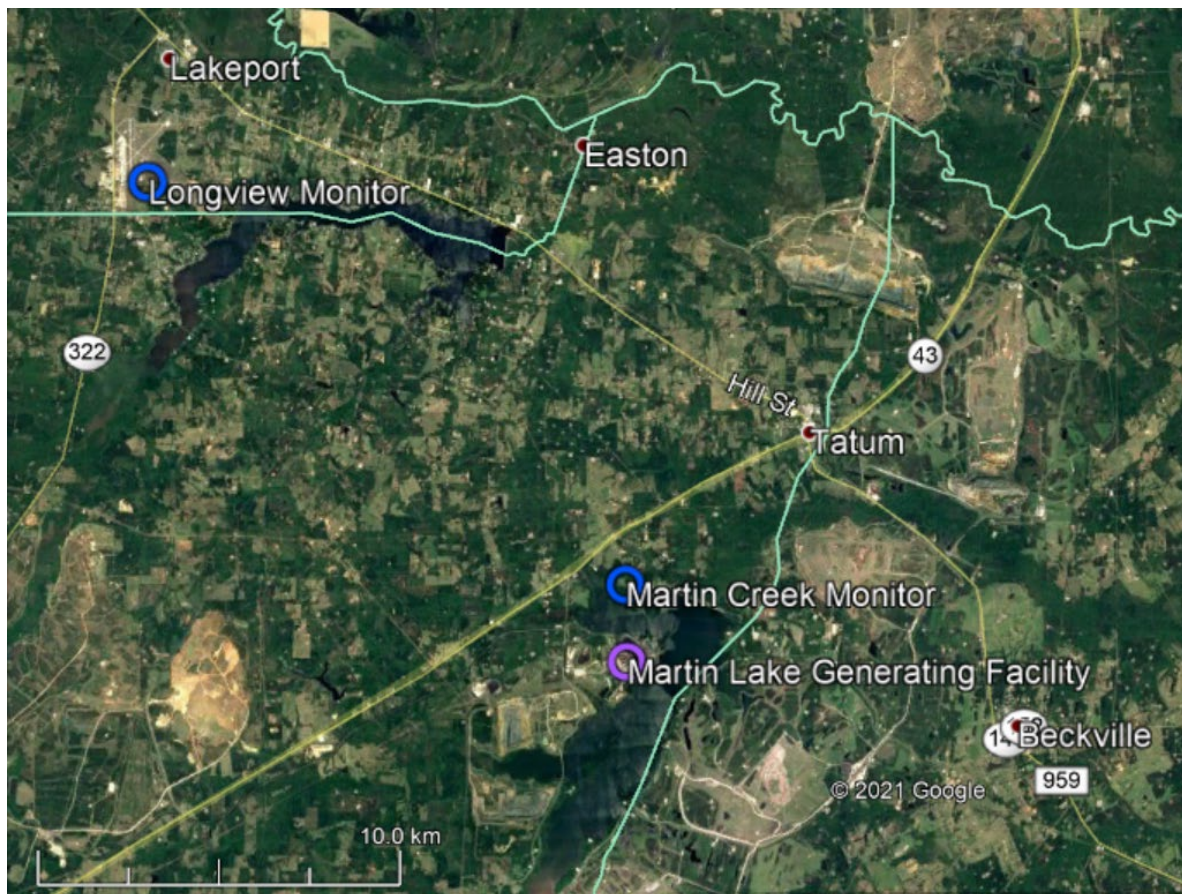 Lakeport
Easton
Longview Monitor
322
43
Hill St
Tatum
Martin Creek Monitor
Martin Lake Generating Facility
Beckville
959
© 2021 Google
10.0 km